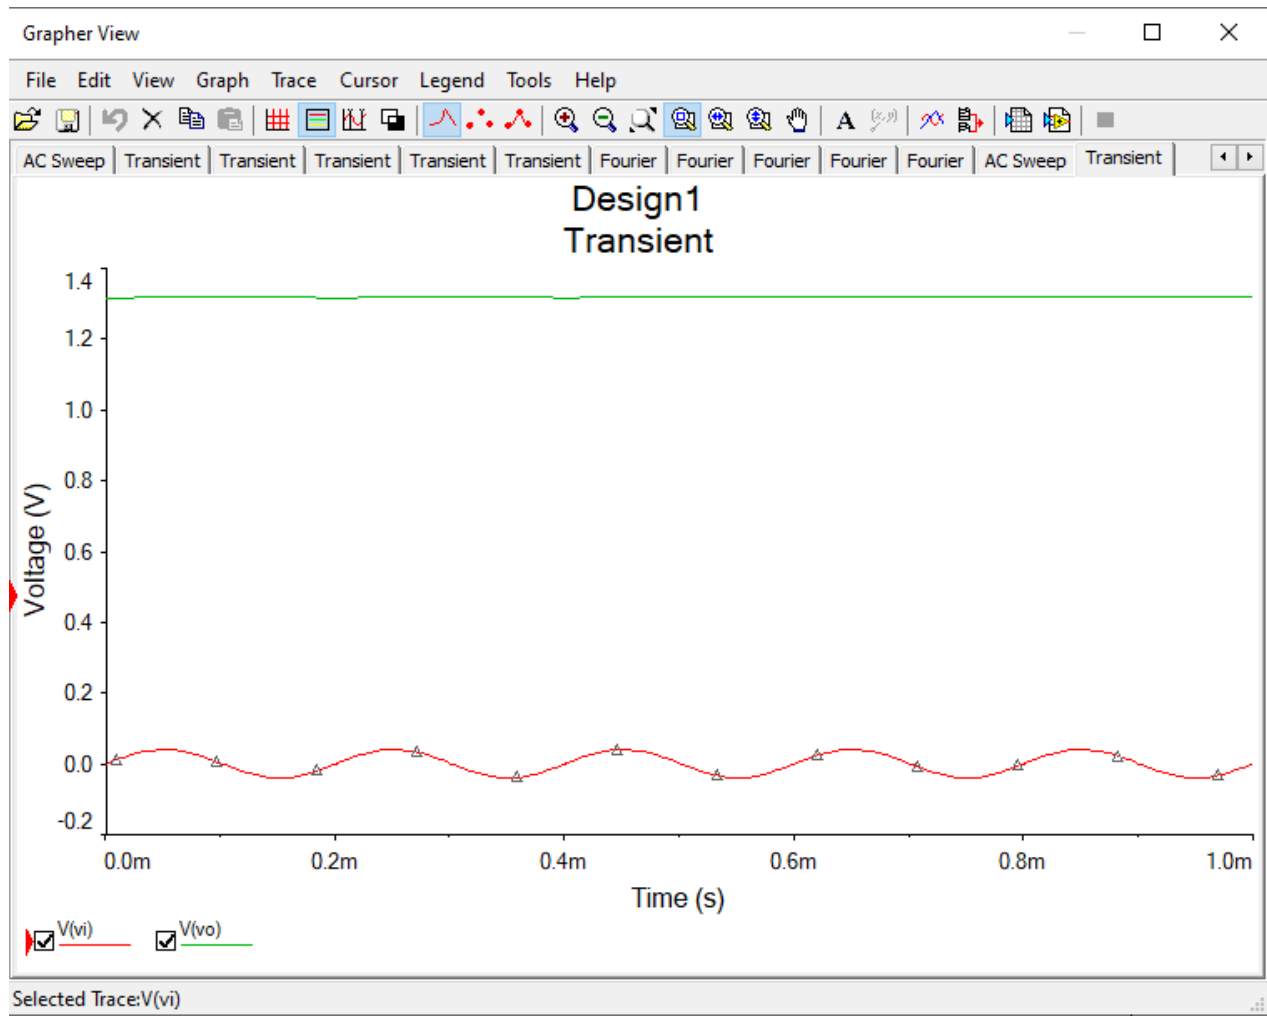 Grapher View
File Edit View Graph Trace Cursor Legend Tools Help
A (x,y)
AC Sweep Transient Transient Transient Transient Transient Fourier Fourier Fourier Fourier Fourier AC Sweep Transient
Design1
Transient
1.4
1.2
1.0
0.8
0.6
0.4
0.2
0.0
-0.2
Voltage (V)
0.0m 0.2m 0.4m 0.6m 0.8m 1.0m
Time (s)
V(vi) V(vo)
Selected Trace:V(vi)